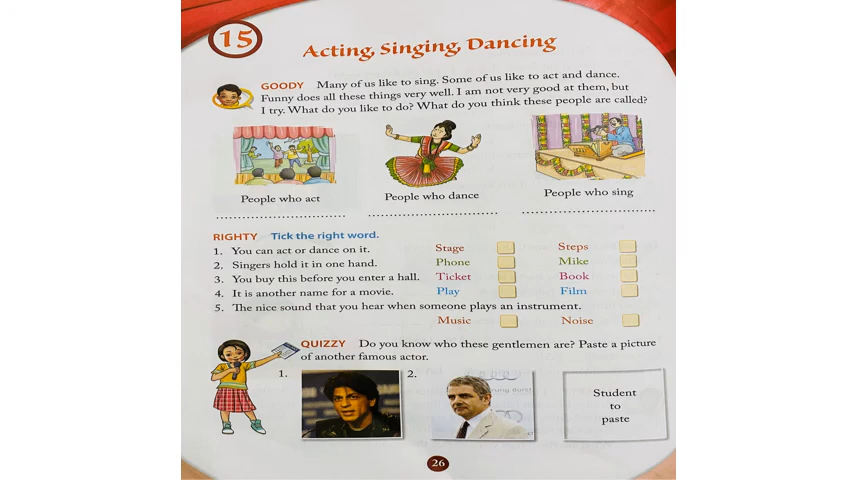 15
Acting, Singing, Dancing
GOODY Many of us like to sing. Some of us like to act and dance.
Funny does all these things very well. I am not very good at them, but
I try. What do you like to do? What do you think these people are called?
People who act
People who dance
People who sing
RIGHTY Tick the right word.
1. You can act or dance on it. Stage Steps
2. Singers hold it in one hand. Phone Mike
3. You buy this before you enter a hall. Ticket Book
4. It is another name for a movie. Play Film
5. The nice sound that you hear when someone plays an instrument.
Music Noise
QUIZZY Do you know who these gentlemen are? Paste a picture
of another famous actor.
1.
2.
Student
to
paste
26